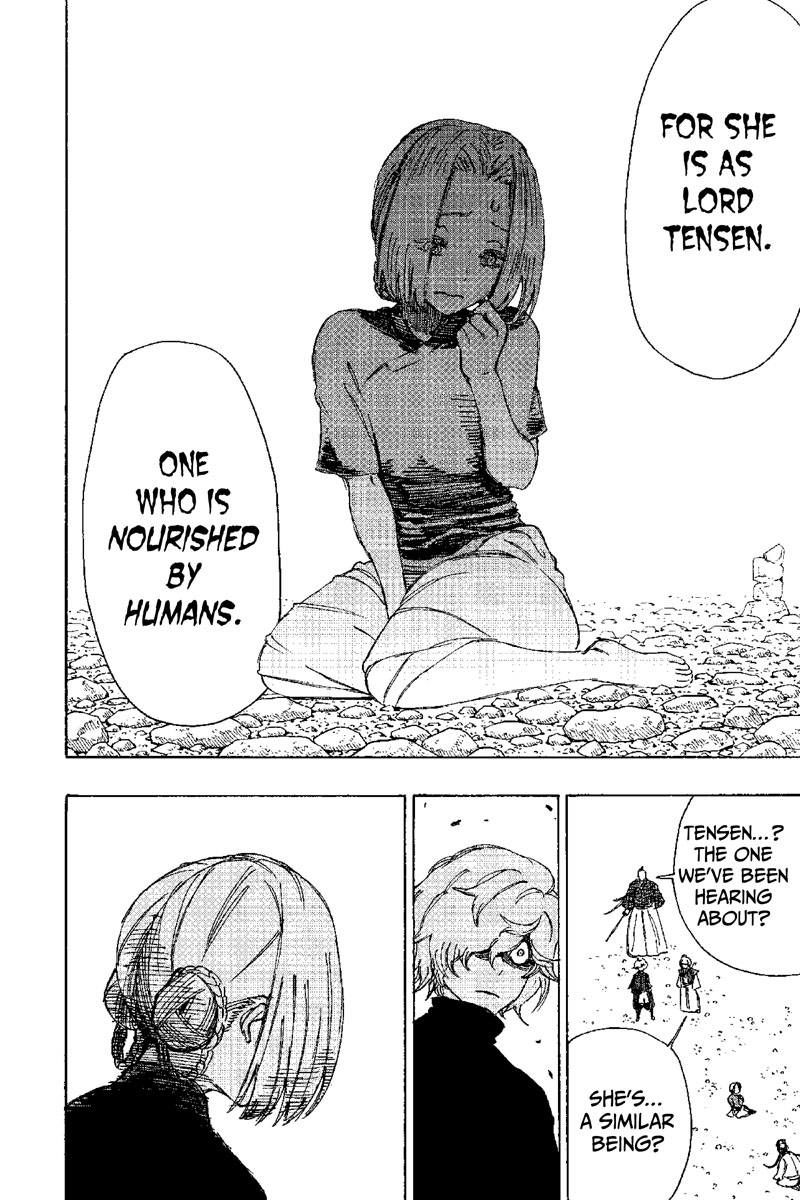 FOR SHE
IS AS
LORD
TENSEN.
ONE
WHO IS
NOURISHED
BY
HUMANS.
TENSEN...?
THE ONE
WE'VE BEEN
HEARING
ABOUT?
SHE'S...
A SIMILAR
BEING?